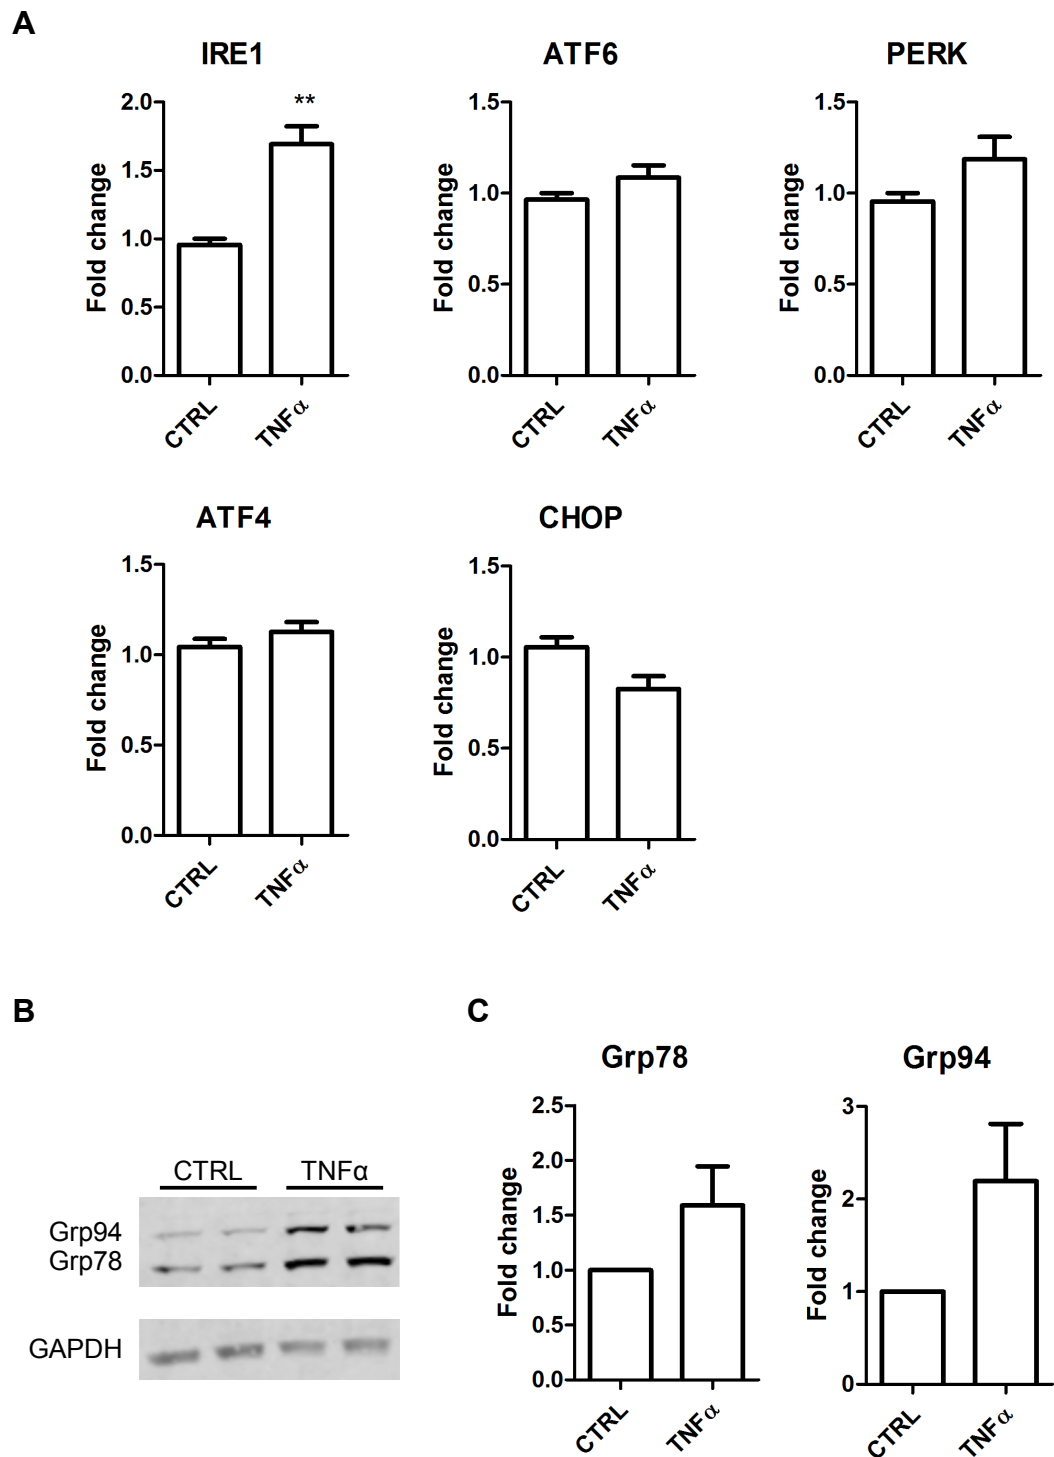 A
IRE1
ATF6
PERK
2.0
1.5
1.0
0.5
0.0
Fold change
**
CTRL
TNFα
1.5
1.0
0.5
0.0
Fold change
CTRL
TNFα
1.5
1.0
0.5
0.0
Fold change
CTRL
TNFα
ATF4
CHOP
1.5
1.0
0.5
0.0
Fold change
CTRL
TNFα
1.5
1.0
0.5
0.0
Fold change
CTRL
TNFα
B
CTRL
TNFα
Grp94
Grp78
GAPDH
C
Grp78
Grp94
2.5
2.0
1.5
1.0
0.5
0.0
Fold change
CTRL
TNFα
3
2
1
0
Fold change
CTRL
TNFα